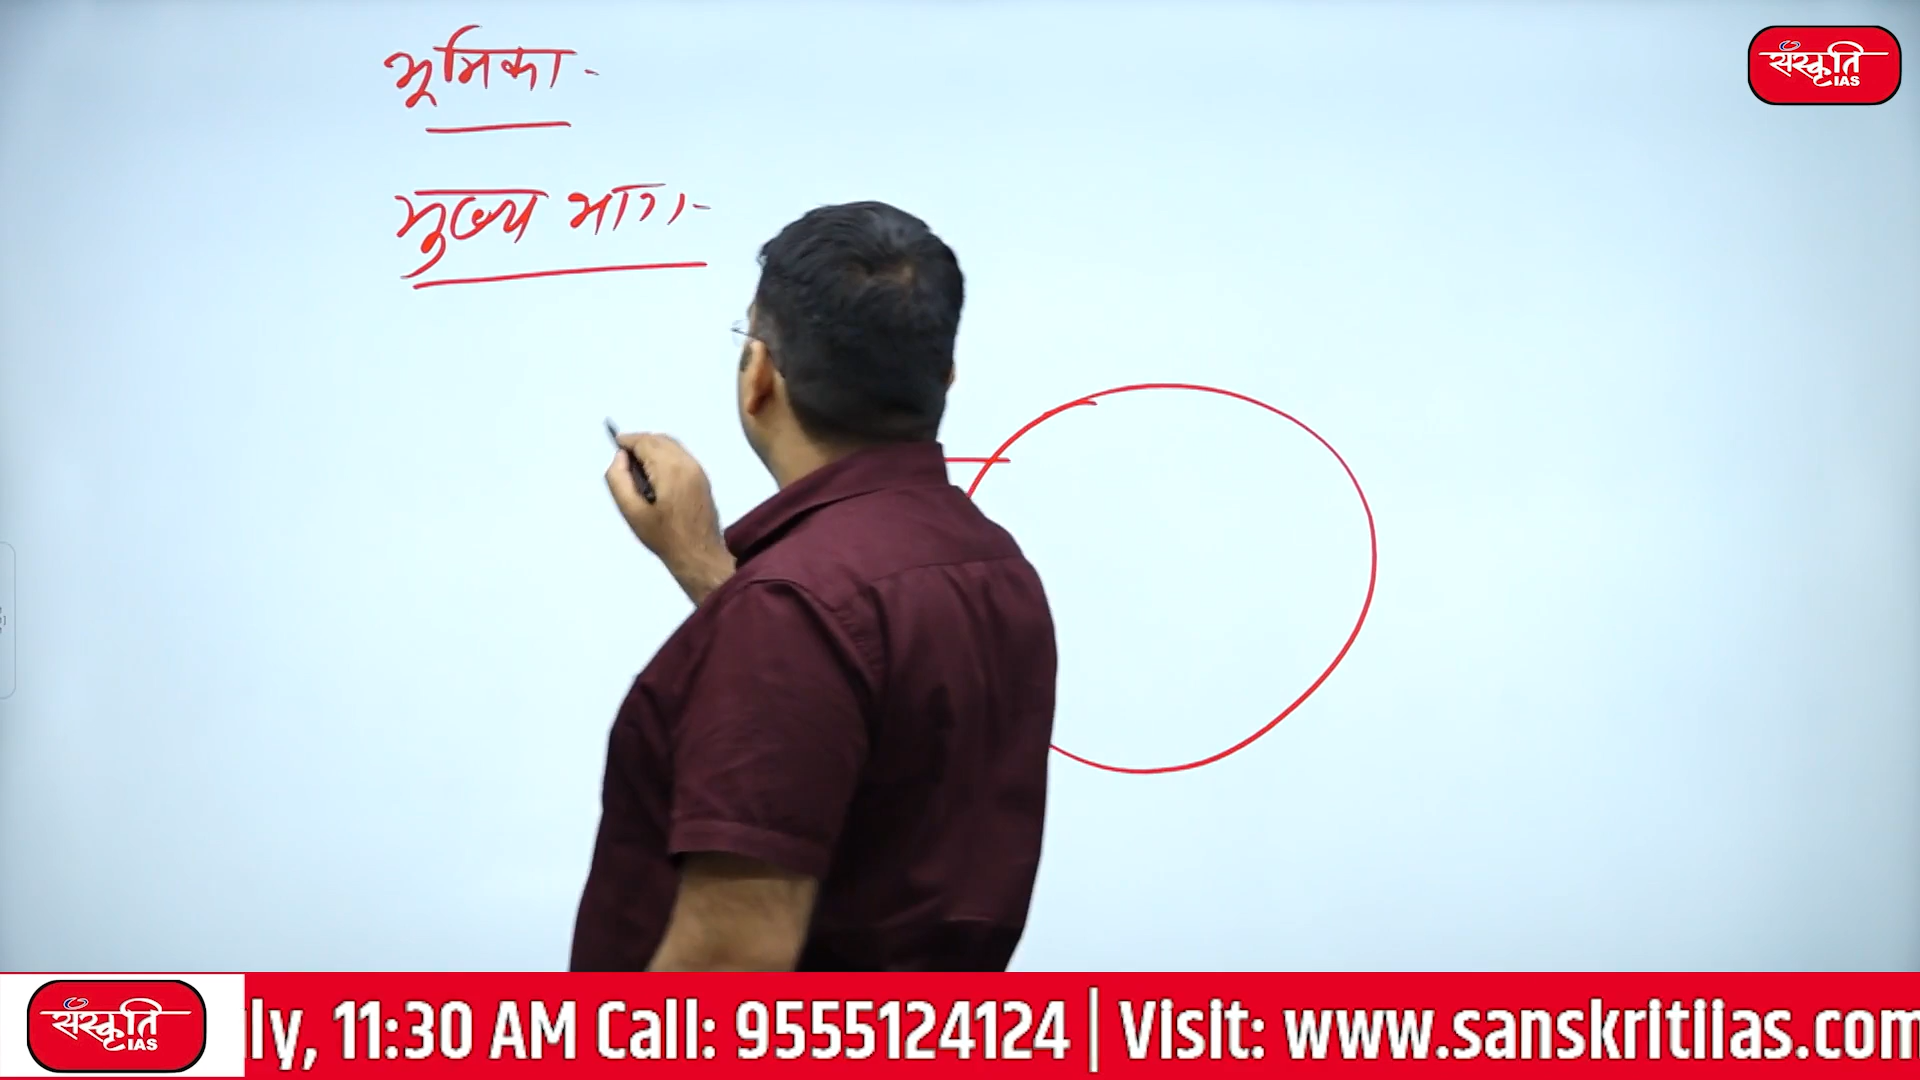 भूमिका -
मुख्य भाग -
संस्कृति
IAS
संस्कृति
IAS
ly, 11:30 AM Call: 9555124124 | Visit: www.sanskritiias.com